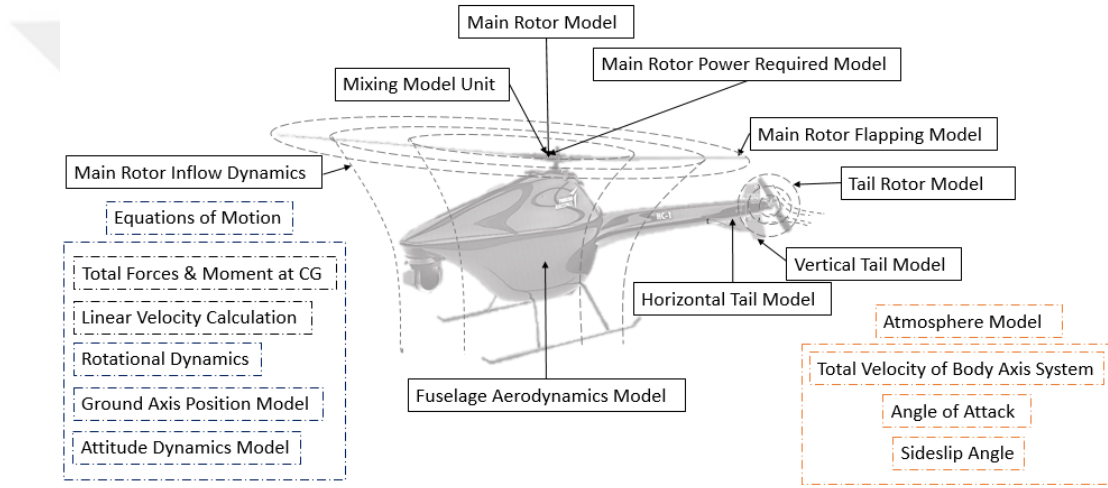 Main Rotor Model
Main Rotor Power Required Model
Mixing Model Unit
Main Rotor Flapping Model
Main Rotor Inflow Dynamics
Tail Rotor Model
Equations of Motion
RC-1
Vertical Tail Model
Total Forces & Moment at CG
Horizontal Tail Model
Linear Velocity Calculation
Atmosphere Model
Rotational Dynamics
Total Velocity of Body Axis System
Fuselage Aerodynamics Model
Ground Axis Position Model
Angle of Attack
Attitude Dynamics Model
Sideslip Angle